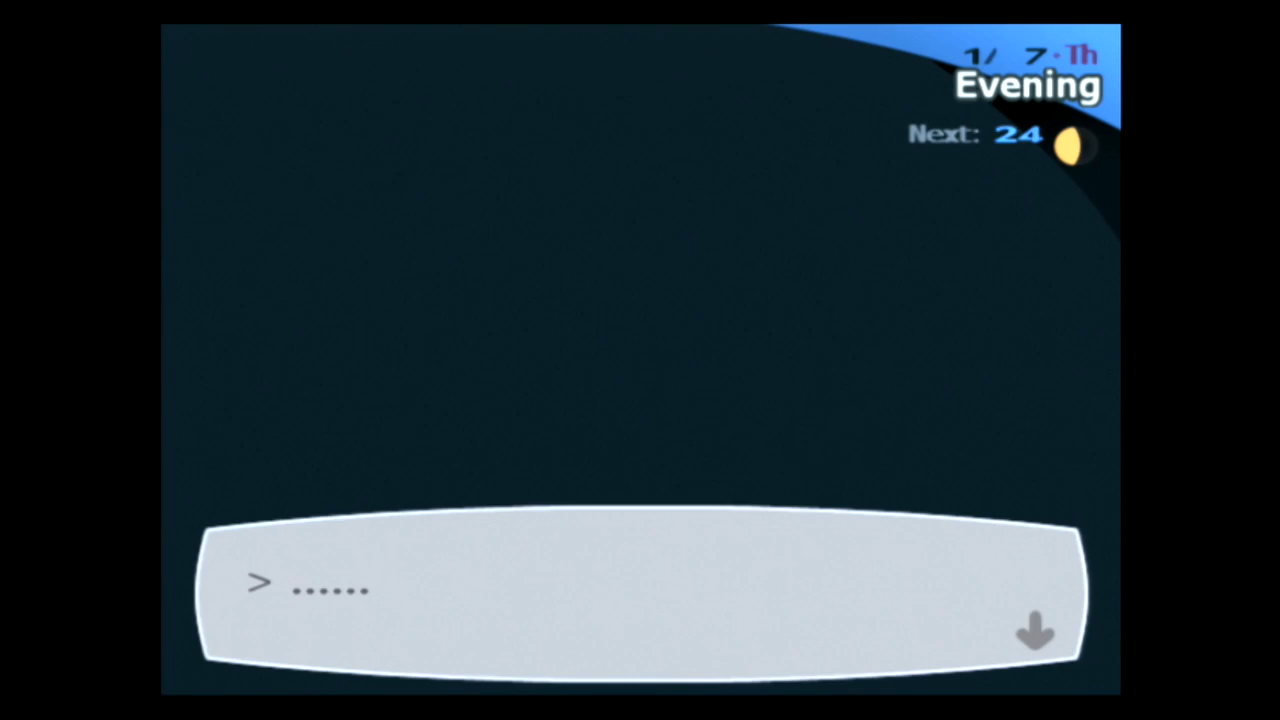 1/ 7・Th
Evening
Next: 24
> ......